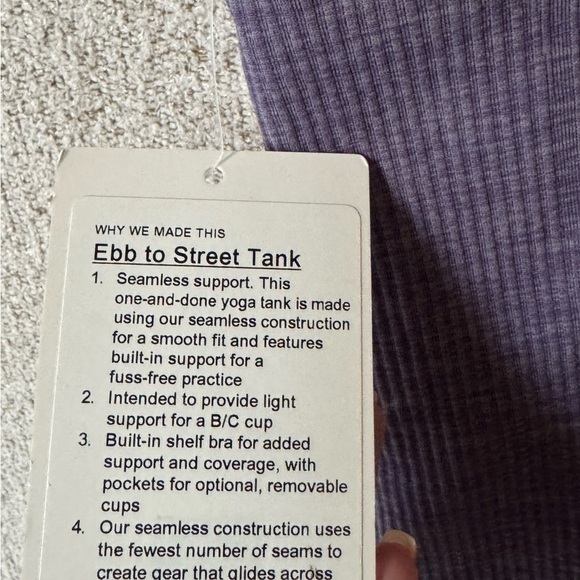 WHY WE MADE THIS
Ebb to Street Tank
1. Seamless support. This
one-and-done yoga tank is made
using our seamless construction
for a smooth fit and features
built-in support for a
fuss-free practice
2. Intended to provide light
support for a B/C cup
3. Built-in shelf bra for added
support and coverage, with
pockets for optional, removable
cups
4. Our seamless construction uses
the fewest number of seams to
create gear that glides across